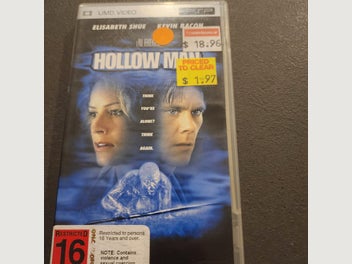 UMD VIDEO
PSP
ELISABETH SHUE KEVIN BACON
$ 18.96
HOLLOW MAN
PRICED
TO CLEAR
$ 1.97
THINK
YOU'RE
ALONE?
THINK
AGAIN.
RESTRICTED
16
Restricted to persons
16 Years and over.
NOTE: Contains
violence and